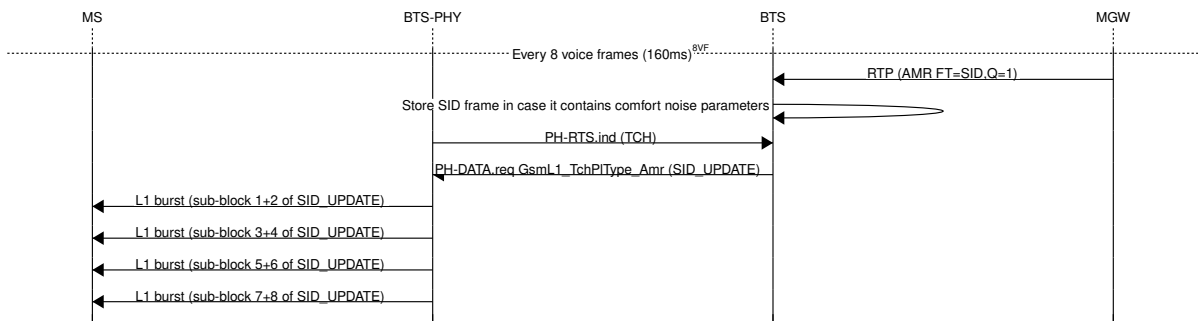 MS BTS-PHY BTS MGW
Every 8 voice frames (160ms)8VF
RTP (AMR FT=SID,Q=1)
Store SID frame in case it contains comfort noise parameters
PH-RTS.ind (TCH)
PH-DATA.req GsmL1_TchPlType_Amr (SID_UPDATE)
L1 burst (sub-block 1+2 of SID_UPDATE)
L1 burst (sub-block 3+4 of SID_UPDATE)
L1 burst (sub-block 5+6 of SID_UPDATE)
L1 burst (sub-block 7+8 of SID_UPDATE)